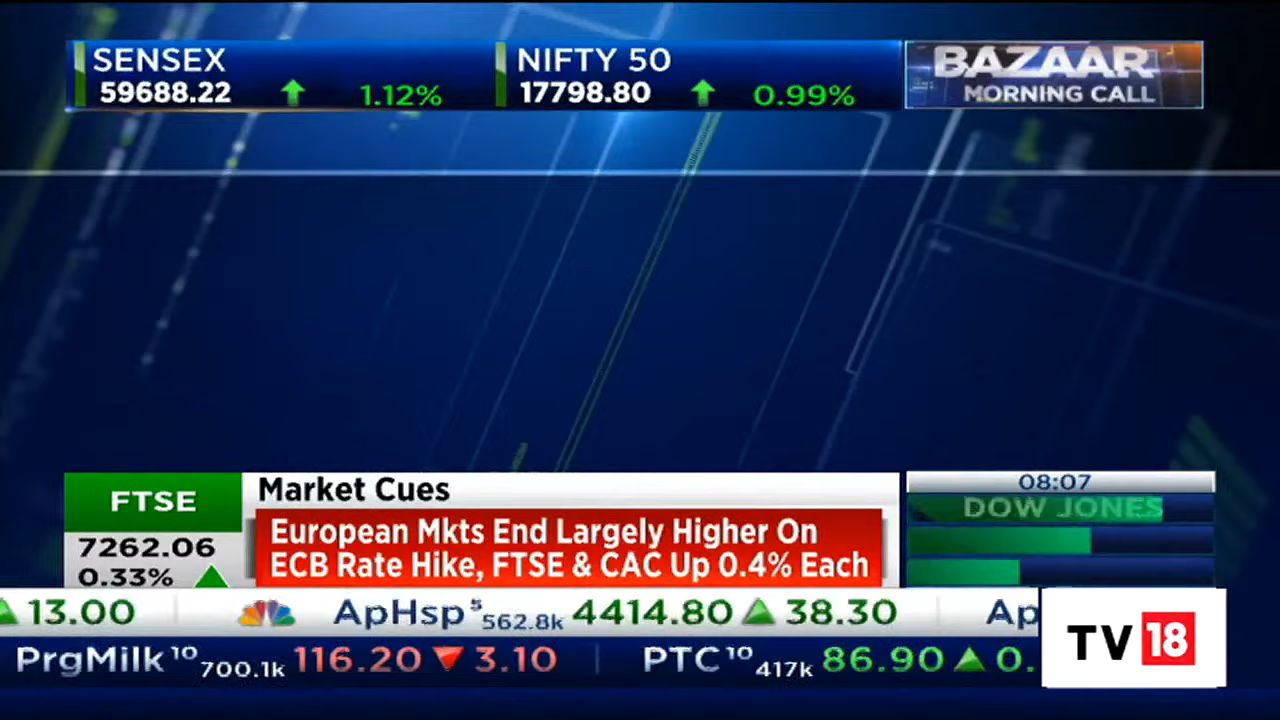 SENSEX
59688.22 1.12%
NIFTY 50
17798.80 0.99%
BAZAAR
MORNING CALL
FTSE
7262.06
0.33%
Market Cues
European Mkts End Largely Higher On
ECB Rate Hike, FTSE & CAC Up 0.4% Each
08:07
DOW JONES
13.00 ApHsp 5 562.8k 4414.80 38.30 Ap
PrgMilk 10 700.1k 116.20 3.10 PTC 10 417k 86.90 0.
TV18